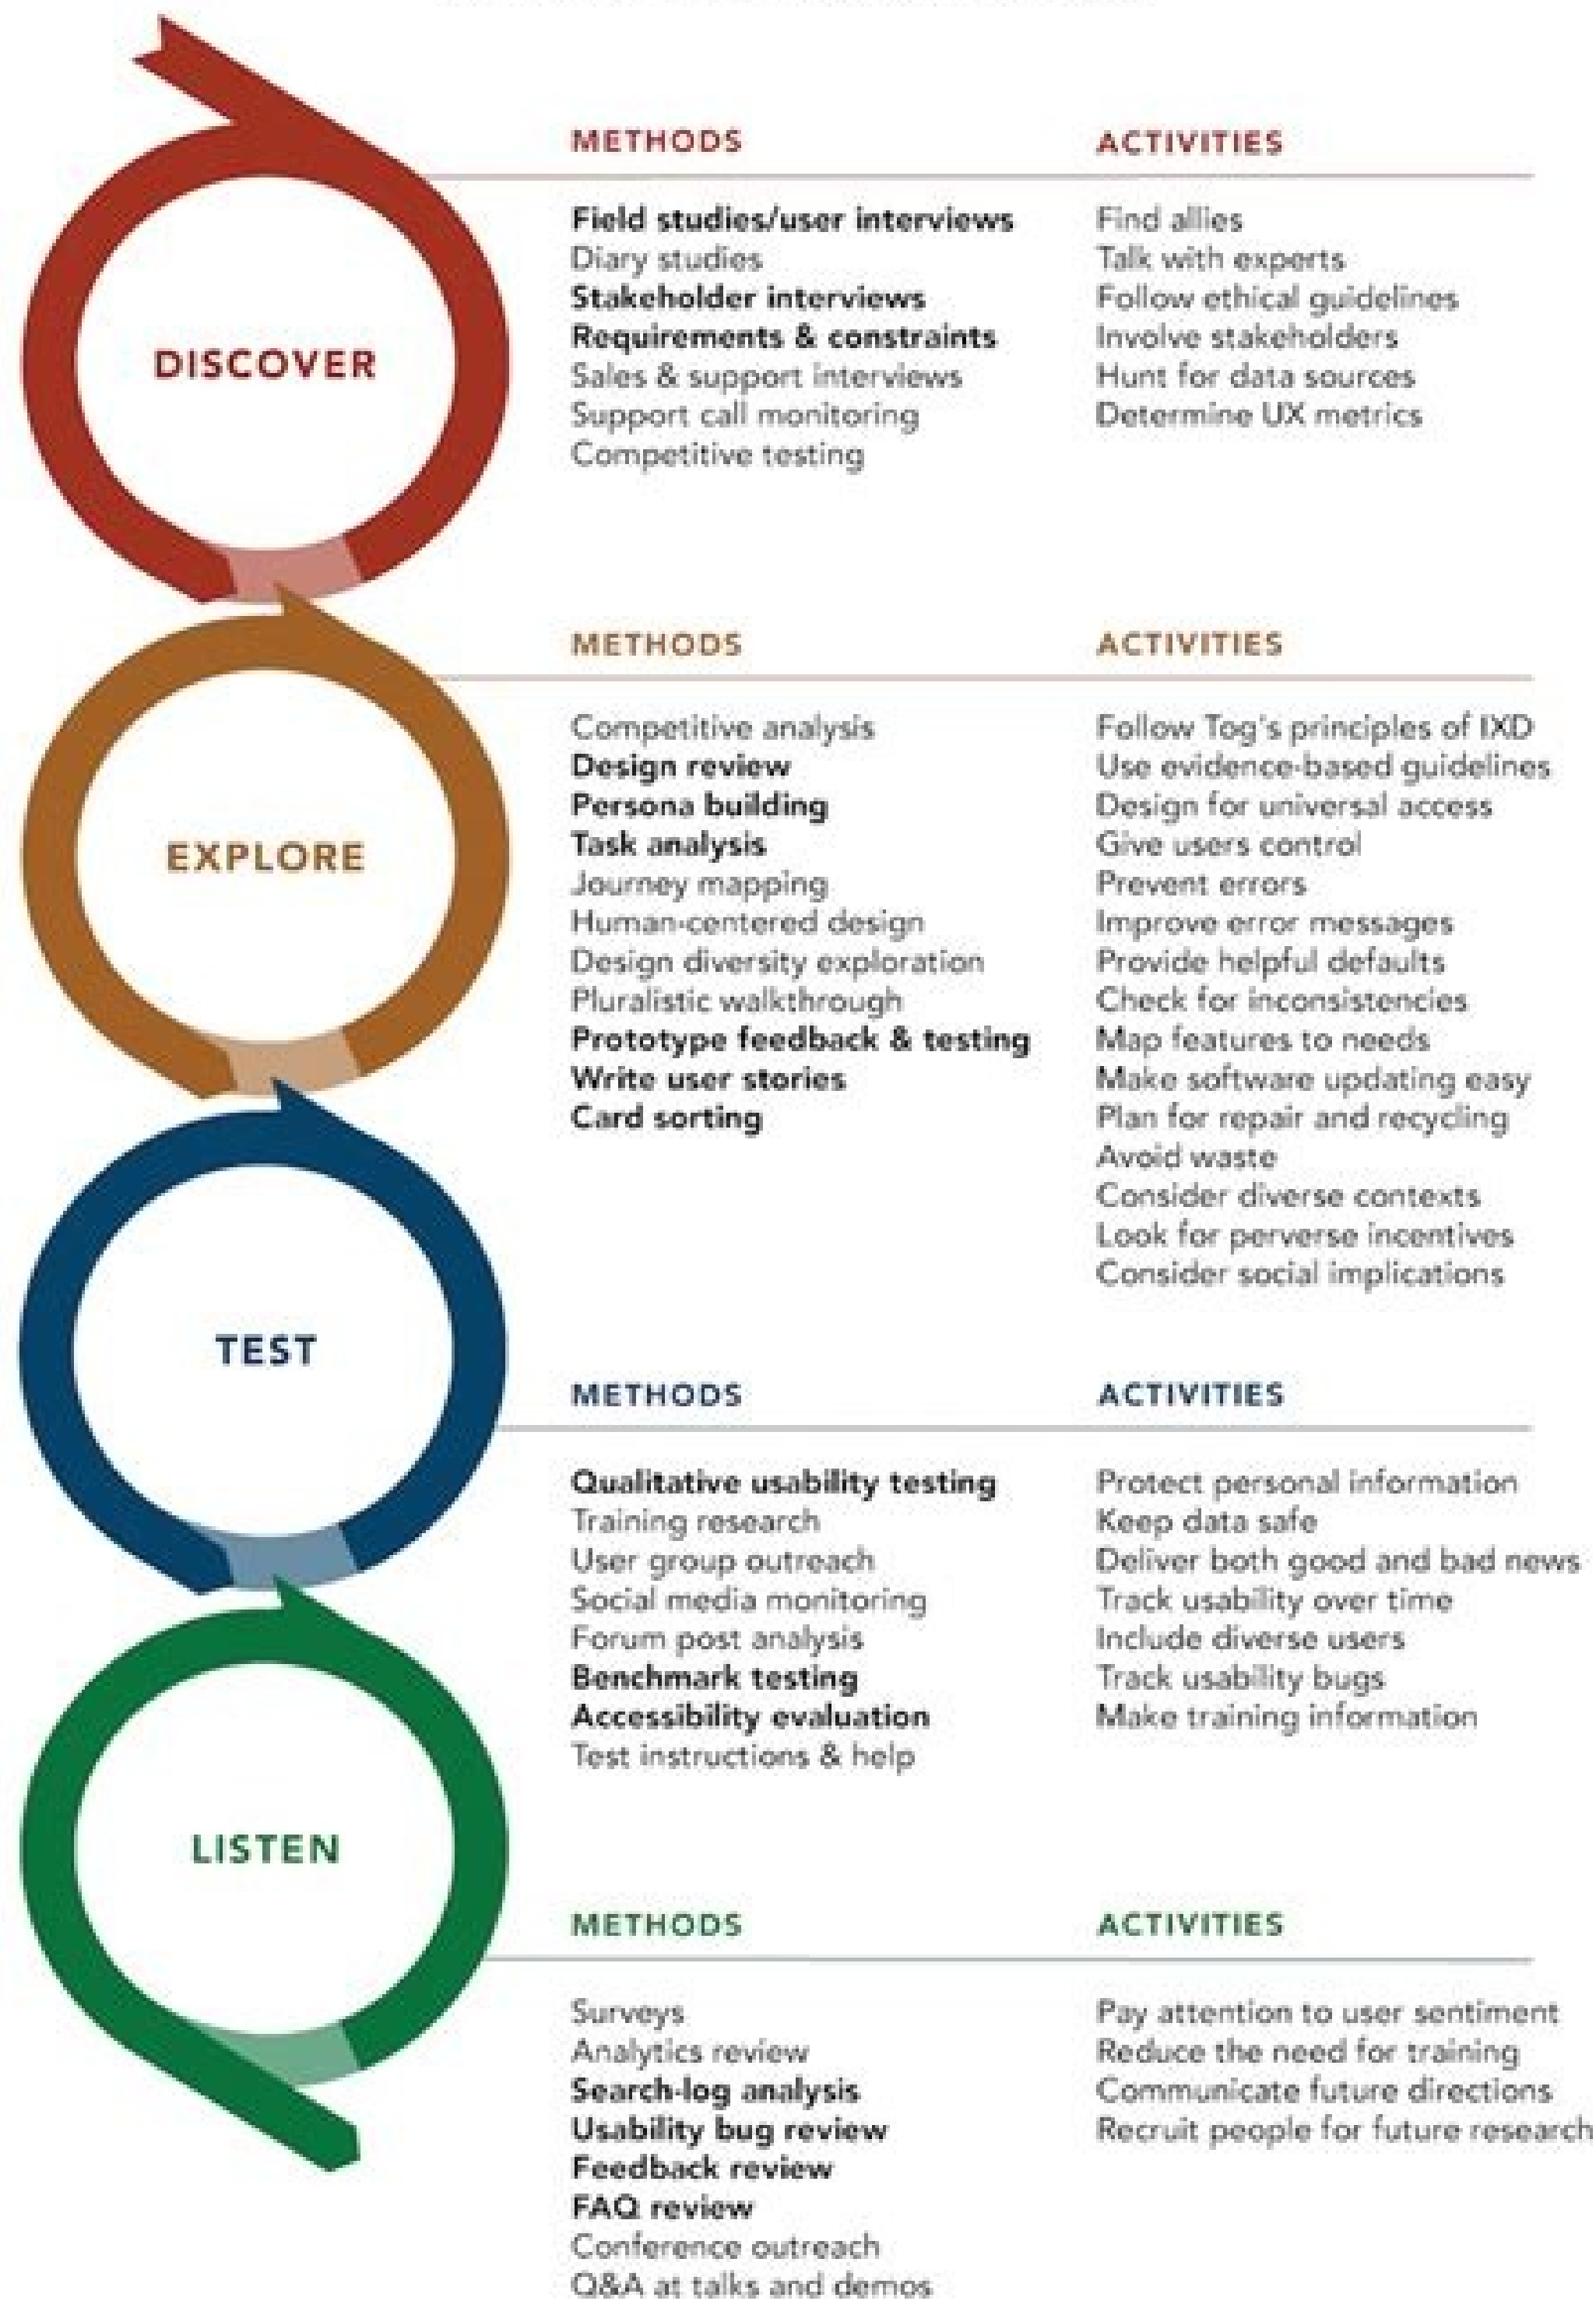 DISCOVER
METHODS
Field studies/user interviews
Diary studies
Stakeholder interviews
Requirements & constraints
Sales & support interviews
Support call monitoring
Competitive testing
ACTIVITIES
Find allies
Talk with experts
Follow ethical guidelines
Involve stakeholders
Hunt for data sources
Determine UX metrics
EXPLORE
METHODS
Competitive analysis
Design review
Persona building
Task analysis
Journey mapping
Human-centered design
Design diversity exploration
Pluralistic walkthrough
Prototype feedback & testing
Write user stories
Card sorting
ACTIVITIES
Follow Tog's principles of IXD
Use evidence-based guidelines
Design for universal access
Give users control
Prevent errors
Improve error messages
Provide helpful defaults
Check for inconsistencies
Map features to needs
Make software updating easy
Plan for repair and recycling
Avoid waste
Consider diverse contexts
Look for perverse incentives
Consider social implications
TEST
METHODS
Qualitative usability testing
Training research
User group outreach
Social media monitoring
Forum post analysis
Benchmark testing
Accessibility evaluation
Test instructions & help
ACTIVITIES
Protect personal information
Keep data safe
Deliver both good and bad news
Track usability over time
Include diverse users
Track usability bugs
Make training information
LISTEN
METHODS
Surveys
Analytics review
Search-log analysis
Usability bug review
Feedback review
FAQ review
Conference outreach
Q&A at talks and demos
ACTIVITIES
Pay attention to user sentiment
Reduce the need for training
Communicate future directions
Recruit people for future research